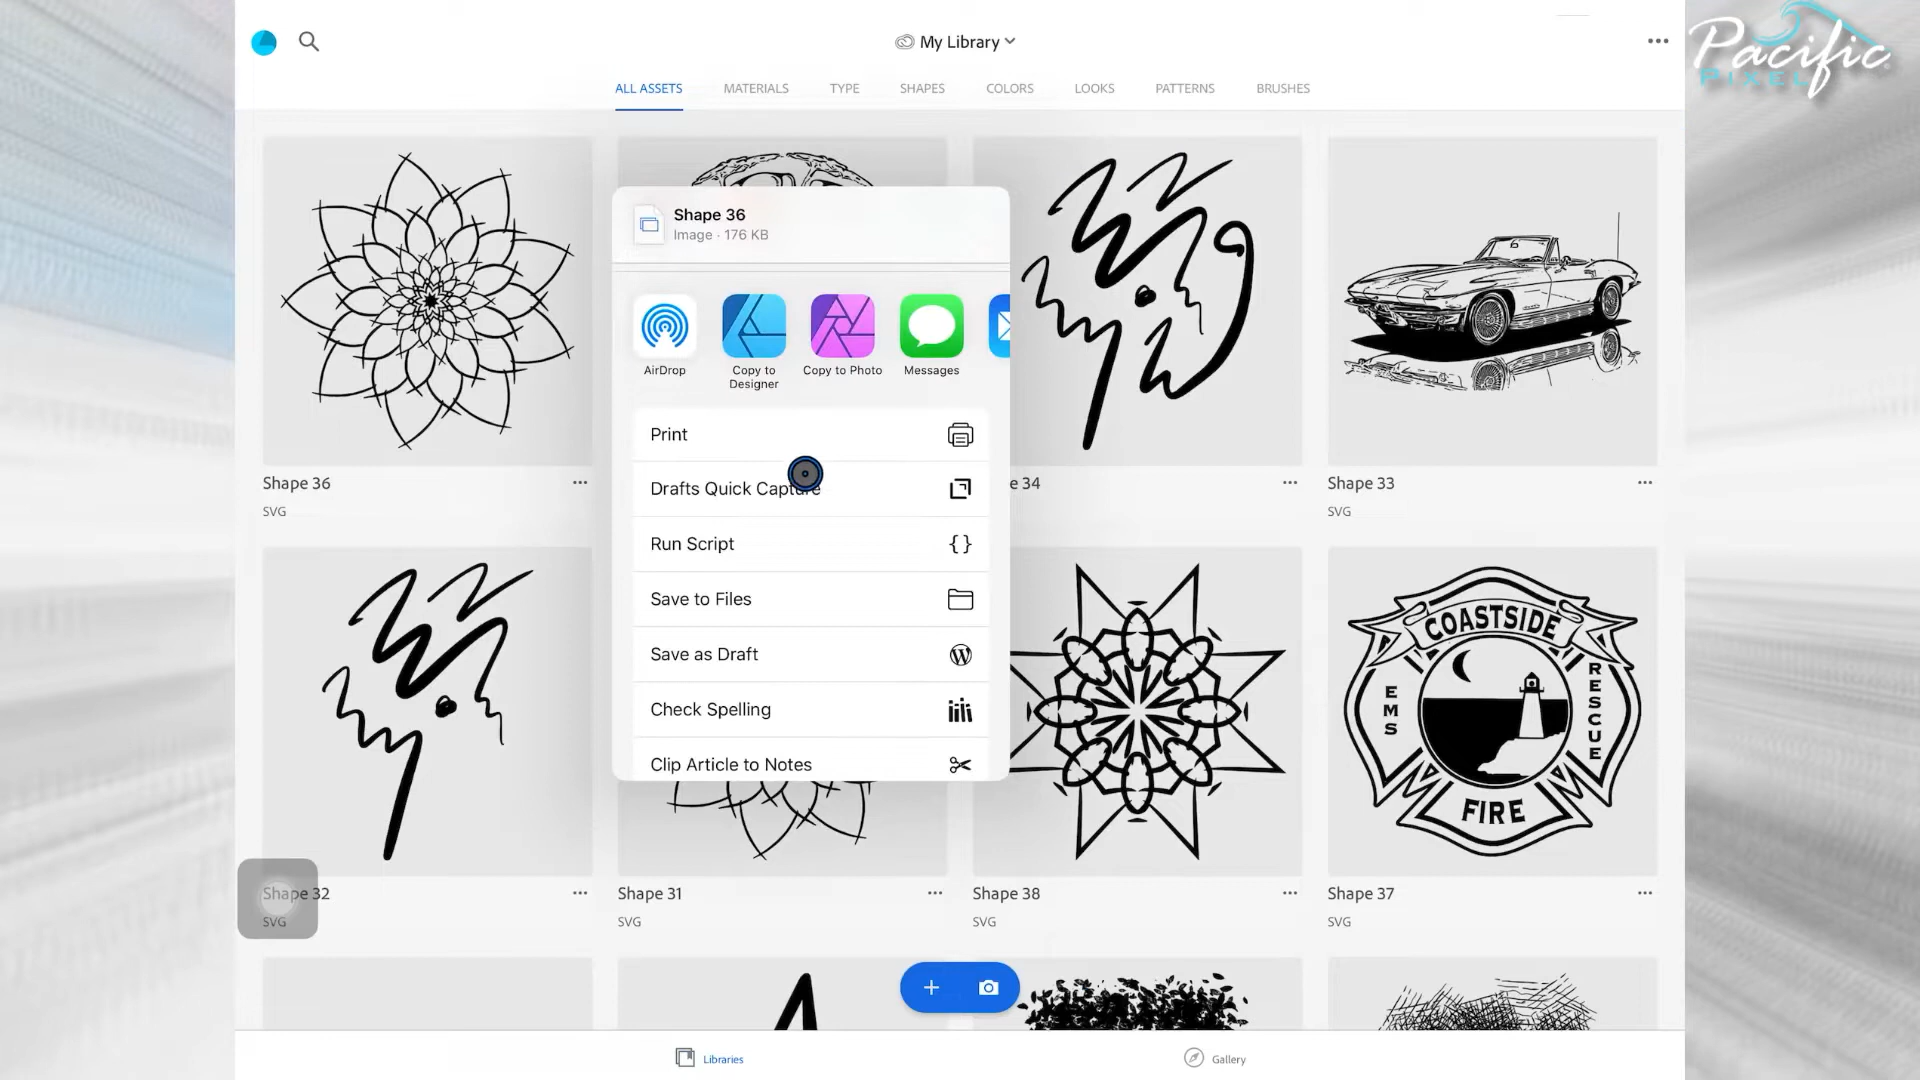 My Library
Pacific
PIXEL
ALL ASSETS
MATERIALS
TYPE
SHAPES
COLORS
LOOKS
PATTERNS
BRUSHES
Shape 36
Image · 176 KB
AirDrop
Copy to
Designer
Copy to Photo
Messages
Print
Drafts Quick Capture
Run Script
Save to Files
Save as Draft
Check Spelling
Clip Article to Notes
Shape 36
SVG
e 34
Shape 33
SVG
COASTSIDE
EMS
RESCUE
FIRE
Shape 32
SVG
Shape 31
SVG
Shape 38
SVG
Shape 37
SVG
Libraries
Gallery